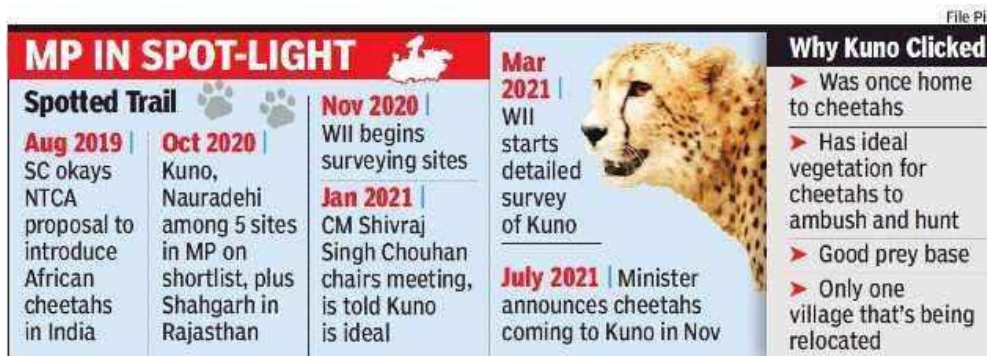 File Pi
MP IN SPOT-LIGHT
Spotted Trail
Aug 2019
SC okays
NTCA
proposal to
introduce
African
cheetahs
in India
Oct 2020
Kuno,
Nauradehi
among 5 sites
in MP on
shortlist, plus
Shahgarh in
Rajasthan
Nov 2020
WII begins
surveying sites
Jan 2021
CM Shivraj
Singh Chouhan
chairs meeting,
is told Kuno
is ideal
Mar
2021
WII
starts
detailed
survey
of Kuno
July 2021 | Minister
announces cheetahs
coming to Kuno in Nov
Why Kuno Clicked
➤ Was once home
to cheetahs
➤ Has ideal
vegetation for
cheetahs to
ambush and hunt
➤ Good prey base
➤ Only one
village that's being
relocated